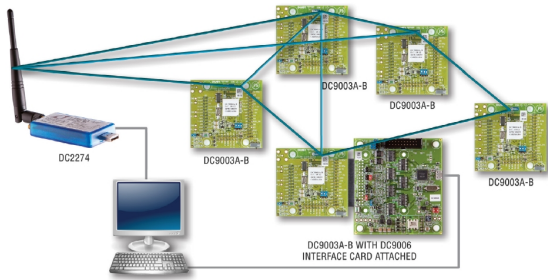 DC9003A-B
DC9003A-B
DC2274
DC9003A-B
DC9003A-B
DC9003A-B WITH DC9006
INTERFACE CARD ATTACHED